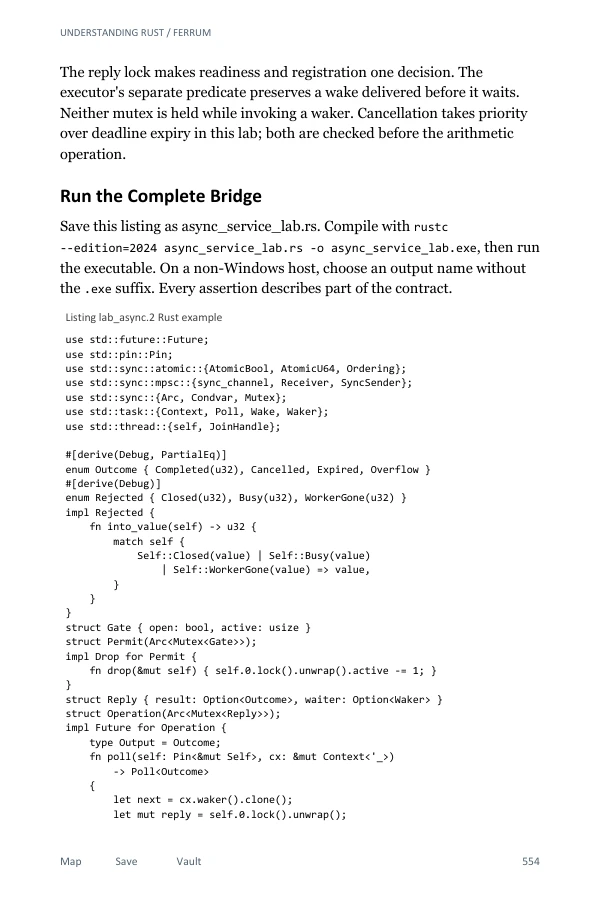 UNDERSTANDING RUST / FERRUM
The reply lock makes readiness and registration one decision. The
executor's separate predicate preserves a wake delivered before it waits.
Neither mutex is held while invoking a waker. Cancellation takes priority
over deadline expiry in this lab; both are checked before the arithmetic
operation.
Run the Complete Bridge
Save this listing as async_service_lab.rs. Compile with rustc
--edition=2024 async_service_lab.rs -o async_service_lab.exe, then run
the executable. On a non-Windows host, choose an output name without
the .exe suffix. Every assertion describes part of the contract.
Listing lab_async.2 Rust example
use std::future::Future;
use std::pin::Pin;
use std::sync::atomic::{AtomicBool, AtomicU64, Ordering};
use std::sync::mpsc::{sync_channel, Receiver, SyncSender};
use std::sync::{Arc, Condvar, Mutex};
use std::task::{Context, Poll, Wake, Waker};
use std::thread::{self, JoinHandle};
#[derive(Debug, PartialEq)]
enum Outcome { Completed(u32), Cancelled, Expired, Overflow }
#[derive(Debug)]
enum Rejected { Closed(u32), Busy(u32), WorkerGone(u32) }
impl Rejected {
    fn into_value(self) -> u32 {
        match self {
            Self::Closed(value) | Self::Busy(value)
                | Self::WorkerGone(value) => value,
        }
    }
}
struct Gate { open: bool, active: usize }
struct Permit(Arc<Mutex<Gate>>);
impl Drop for Permit {
    fn drop(&mut self) { self.0.lock().unwrap().active -= 1; }
}
struct Reply { result: Option<Outcome>, waiter: Option<Waker> }
struct Operation(Arc<Mutex<Reply>>);
impl Future for Operation {
    type Output = Outcome;
    fn poll(self: Pin<&mut Self>, cx: &mut Context<'_>)
        -> Poll<Outcome>
    {
        let next = cx.waker().clone();
        let mut reply = self.0.lock().unwrap();
Map Save Vault 554